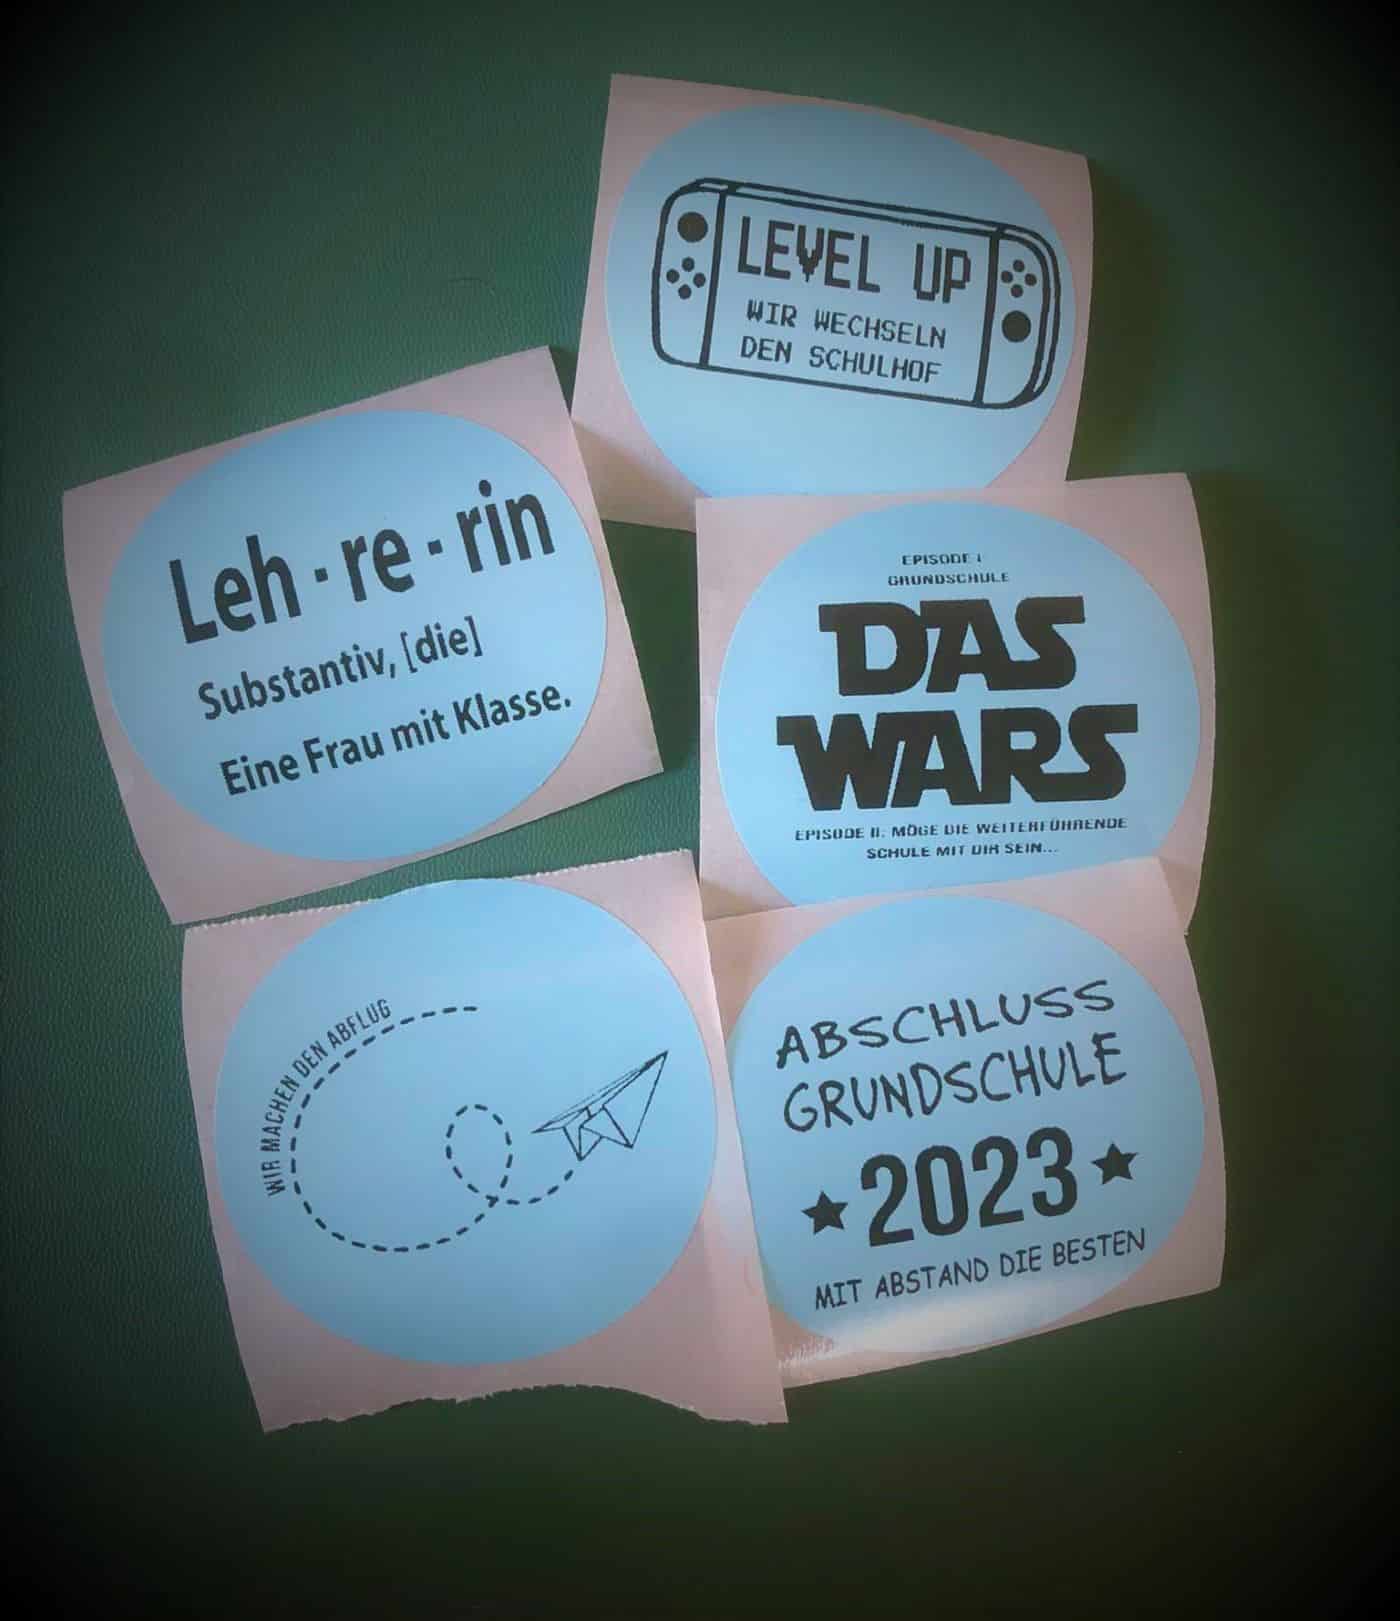 LEVEL UP
WIR WECHSELN
DEN SCHULHOF
Leh·re·rin
Substantiv, [die]
Eine Frau mit Klasse.
EPISODE I:
GRUNDSCHULE
DAS
WARS
EPISODE II: MÖGE DIE WEITERFÜHRENDE
SCHULE MIT DIR SEIN...
WIR MACHEN DEN ABFLUG
ABSCHLUSS
GRUNDSCHULE
★2023★
MIT ABSTAND DIE BESTEN